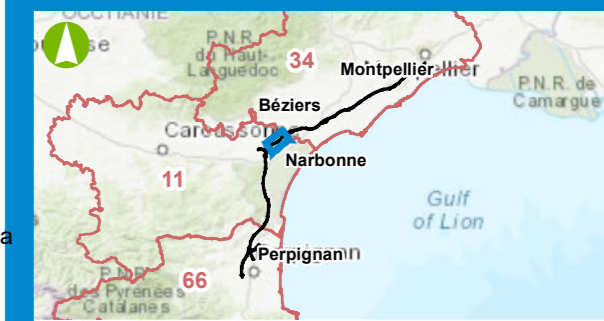 OCCITANIE
P.N.R.
du Haut-
Languedoc
34
Montpellier
P.N.R. de
Camargue
Béziers
Narbonne
11
Gulf
of Lion
a
Perpignan
66
P.N.R.
des Pyrénées
Catalanes